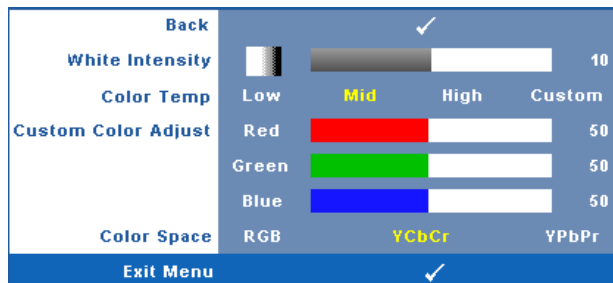 Back
White Intensity 10
Color Temp Low Mid High Custom
Custom Color Adjust Red 50
Green 50
Blue 50
Color Space RGB YCbCr YPbPr
Exit Menu